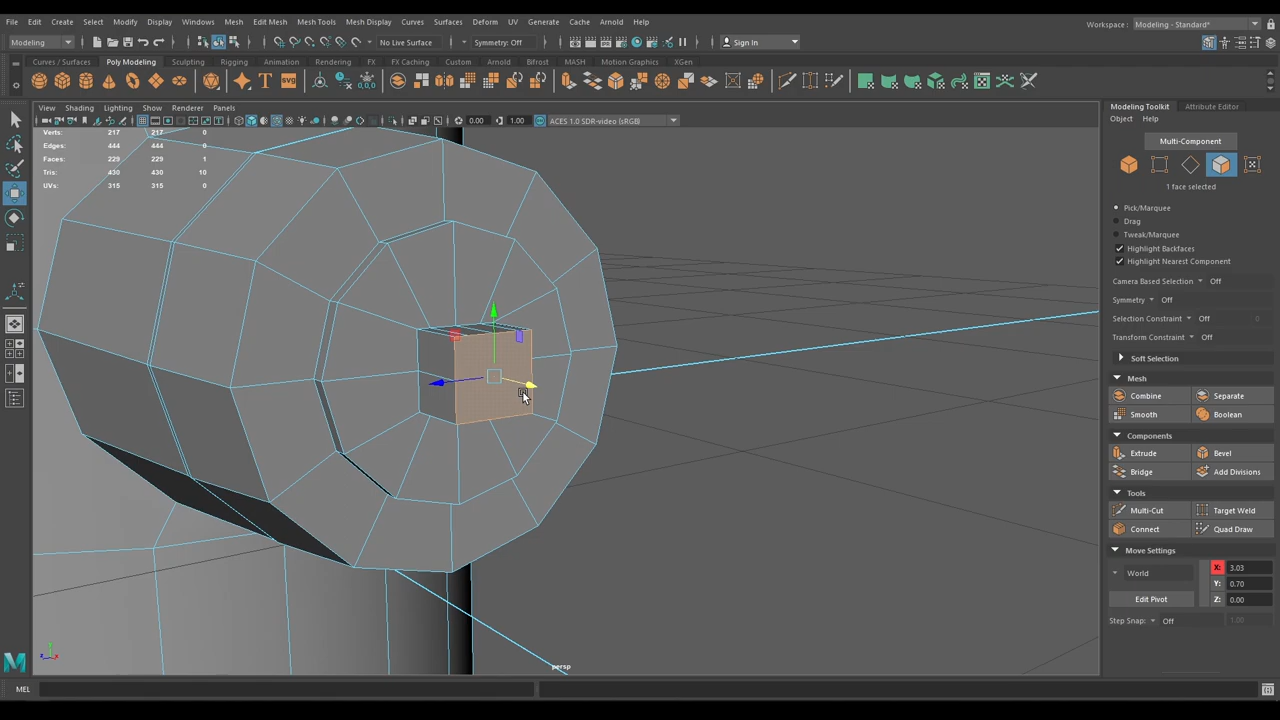 File Edit Create Select Modify Display Windows Mesh Edit Mesh Mesh Tools Mesh Display Curves Surfaces Deform UV Generate Cache Arnold Help
Workspace : Modeling - Standard*
Modeling No Live Surface Symmetry: Off Sign In
Curves / Surfaces Poly Modeling Sculpting Rigging Animation Rendering FX FX Caching Custom Arnold Bifrost MASH Motion Graphics XGen
SVG
View Shading Lighting Show Renderer Panels
0.00 1.00 ACES 1.0 SDR-video (sRGB)
Verts: 217 217 0
Edges: 444 444 0
Faces: 229 229 1
Tris: 430 430 10
UVs: 315 315 0
persp
MEL
Modeling Toolkit Attribute Editor
Object Help
Multi-Component
1 face selected
Pick/Marquee
Drag
Tweak/Marquee
Highlight Backfaces
Highlight Nearest Component
Camera Based Selection Off
Symmetry Off
Selection Constraint Off
Transform Constraint Off
Soft Selection
Mesh
Combine Separate
Smooth Boolean
Components
Extrude Bevel
Bridge Add Divisions
Tools
Multi-Cut Target Weld
Connect Quad Draw
Move Settings
X: 3.03
World Y: 0.70
Edit Pivot Z: 0.00
Step Snap: Off 1.00